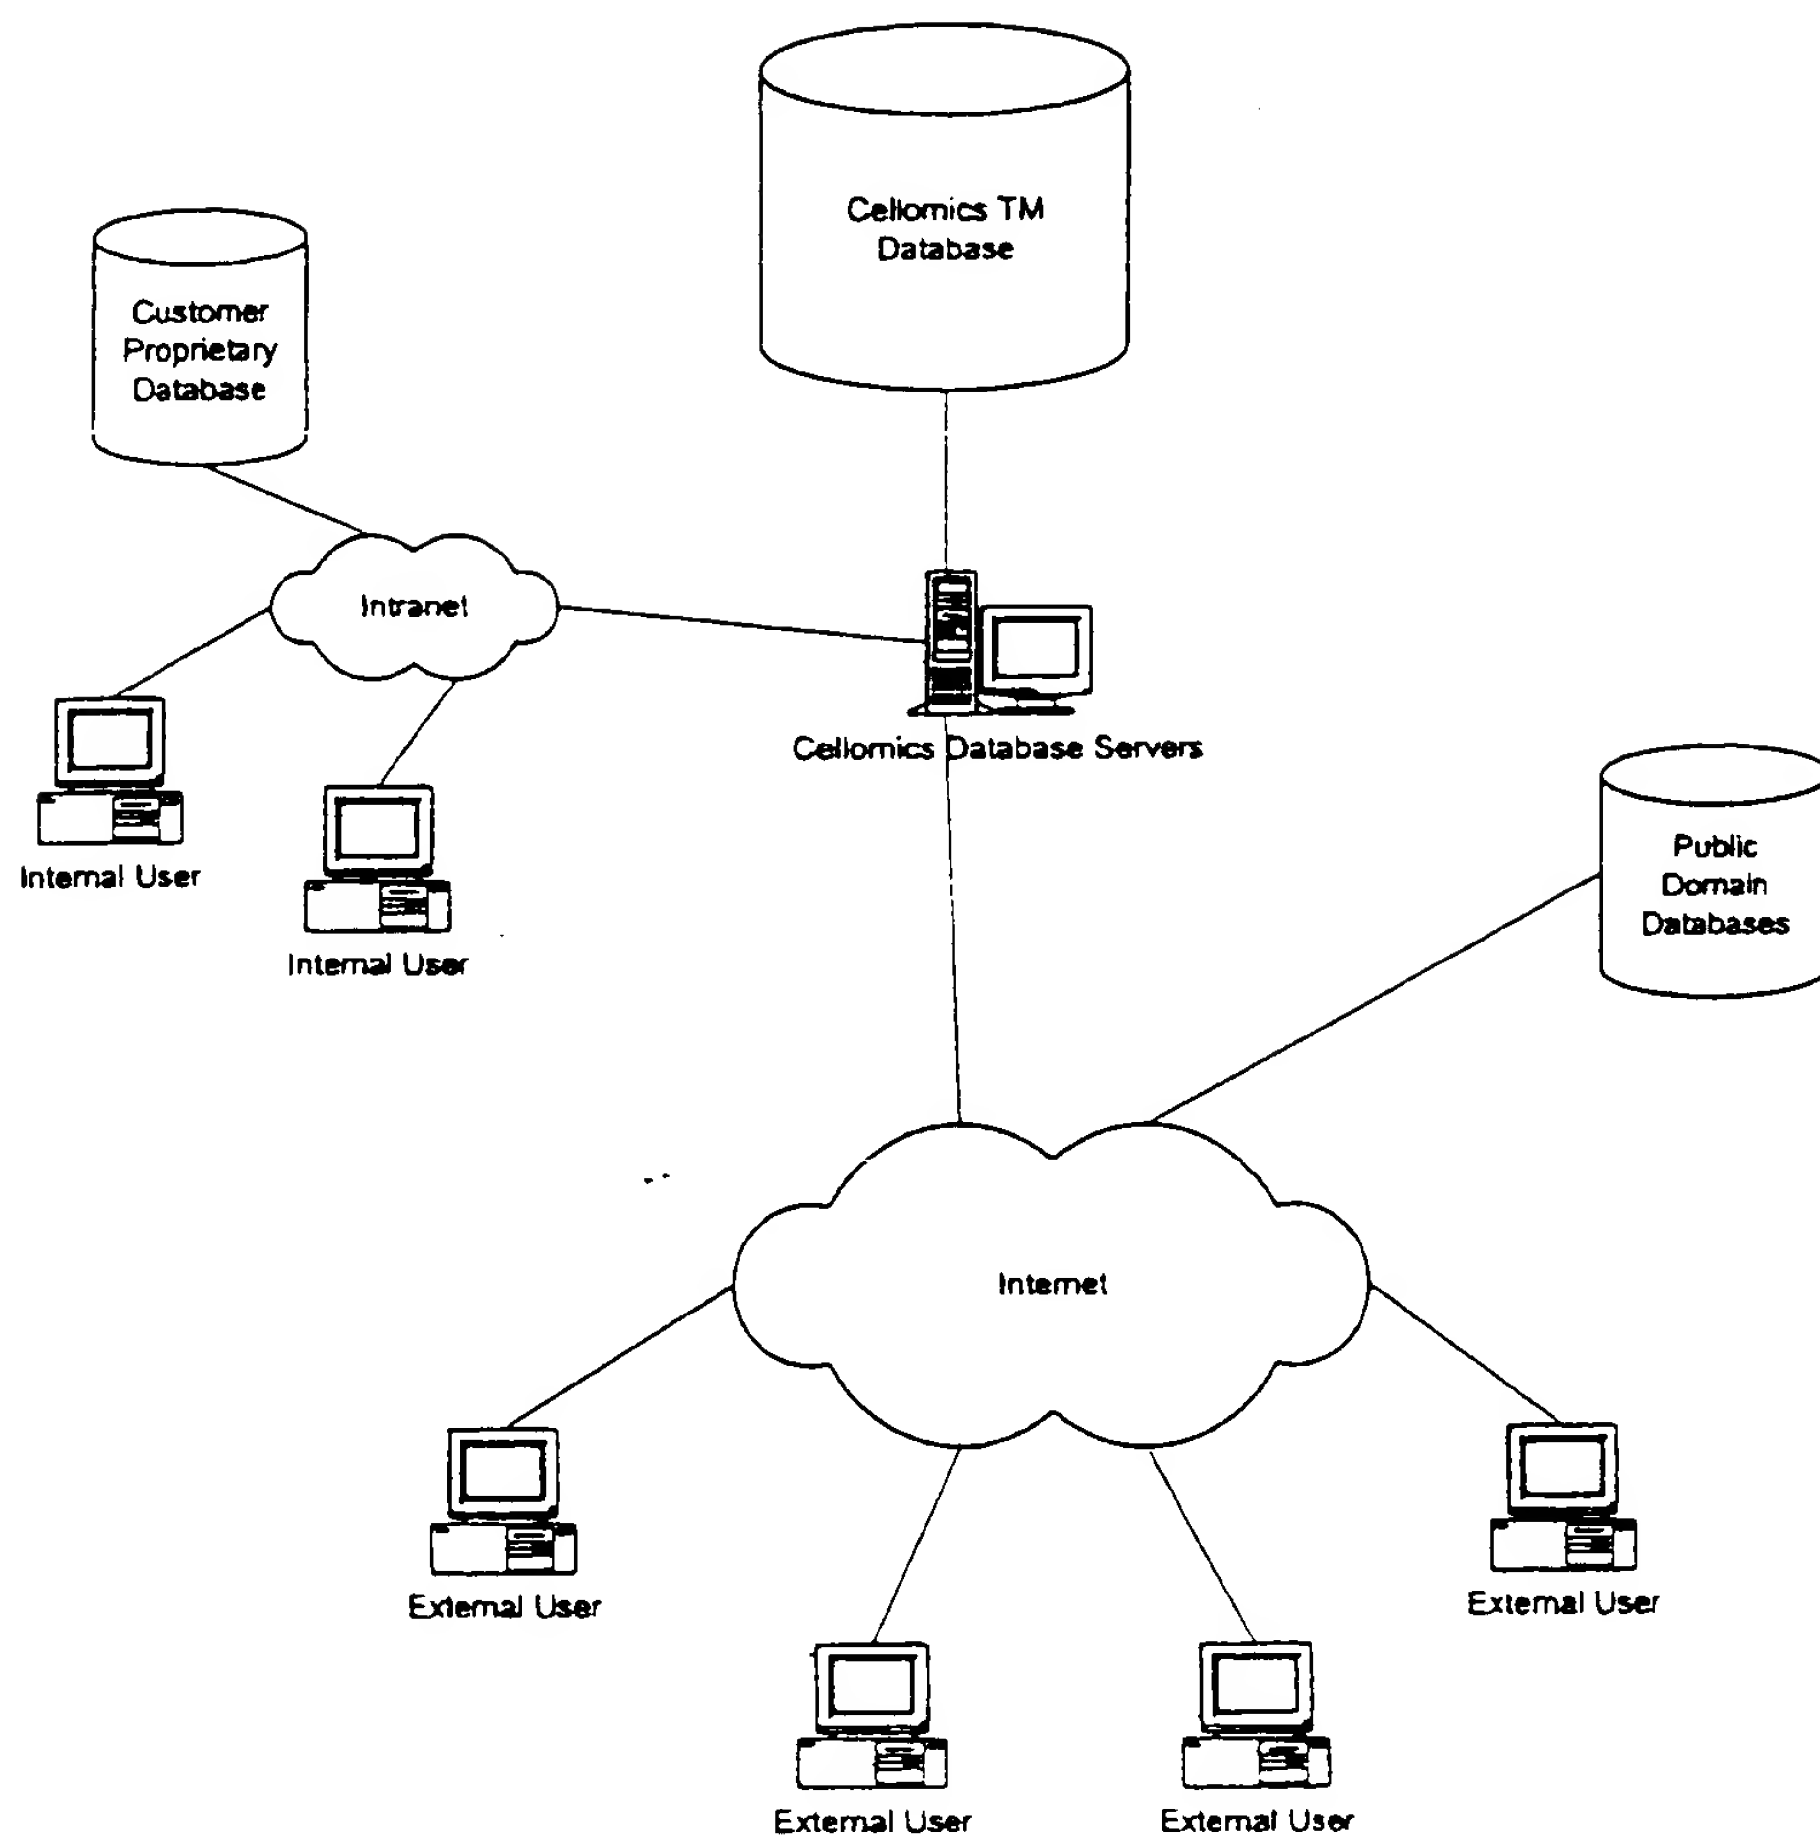 Cellomics TM
Database
Customer
Proprietary
Database
Intranet
Cellomics Database Servers
Internal User
Internal User
Public
Domain
Databases
Internet
External User
External User
External User
External User